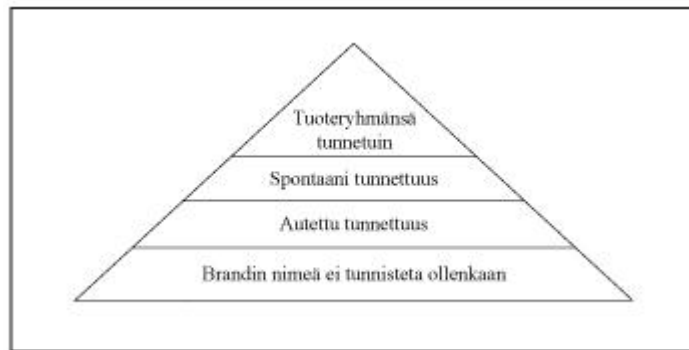 Tuoteryhmänsä
tunnetuin
Spontaani tunnettuus
Autettu tunnettuus
Brandin nimeä ei tunnisteta ollenkaan